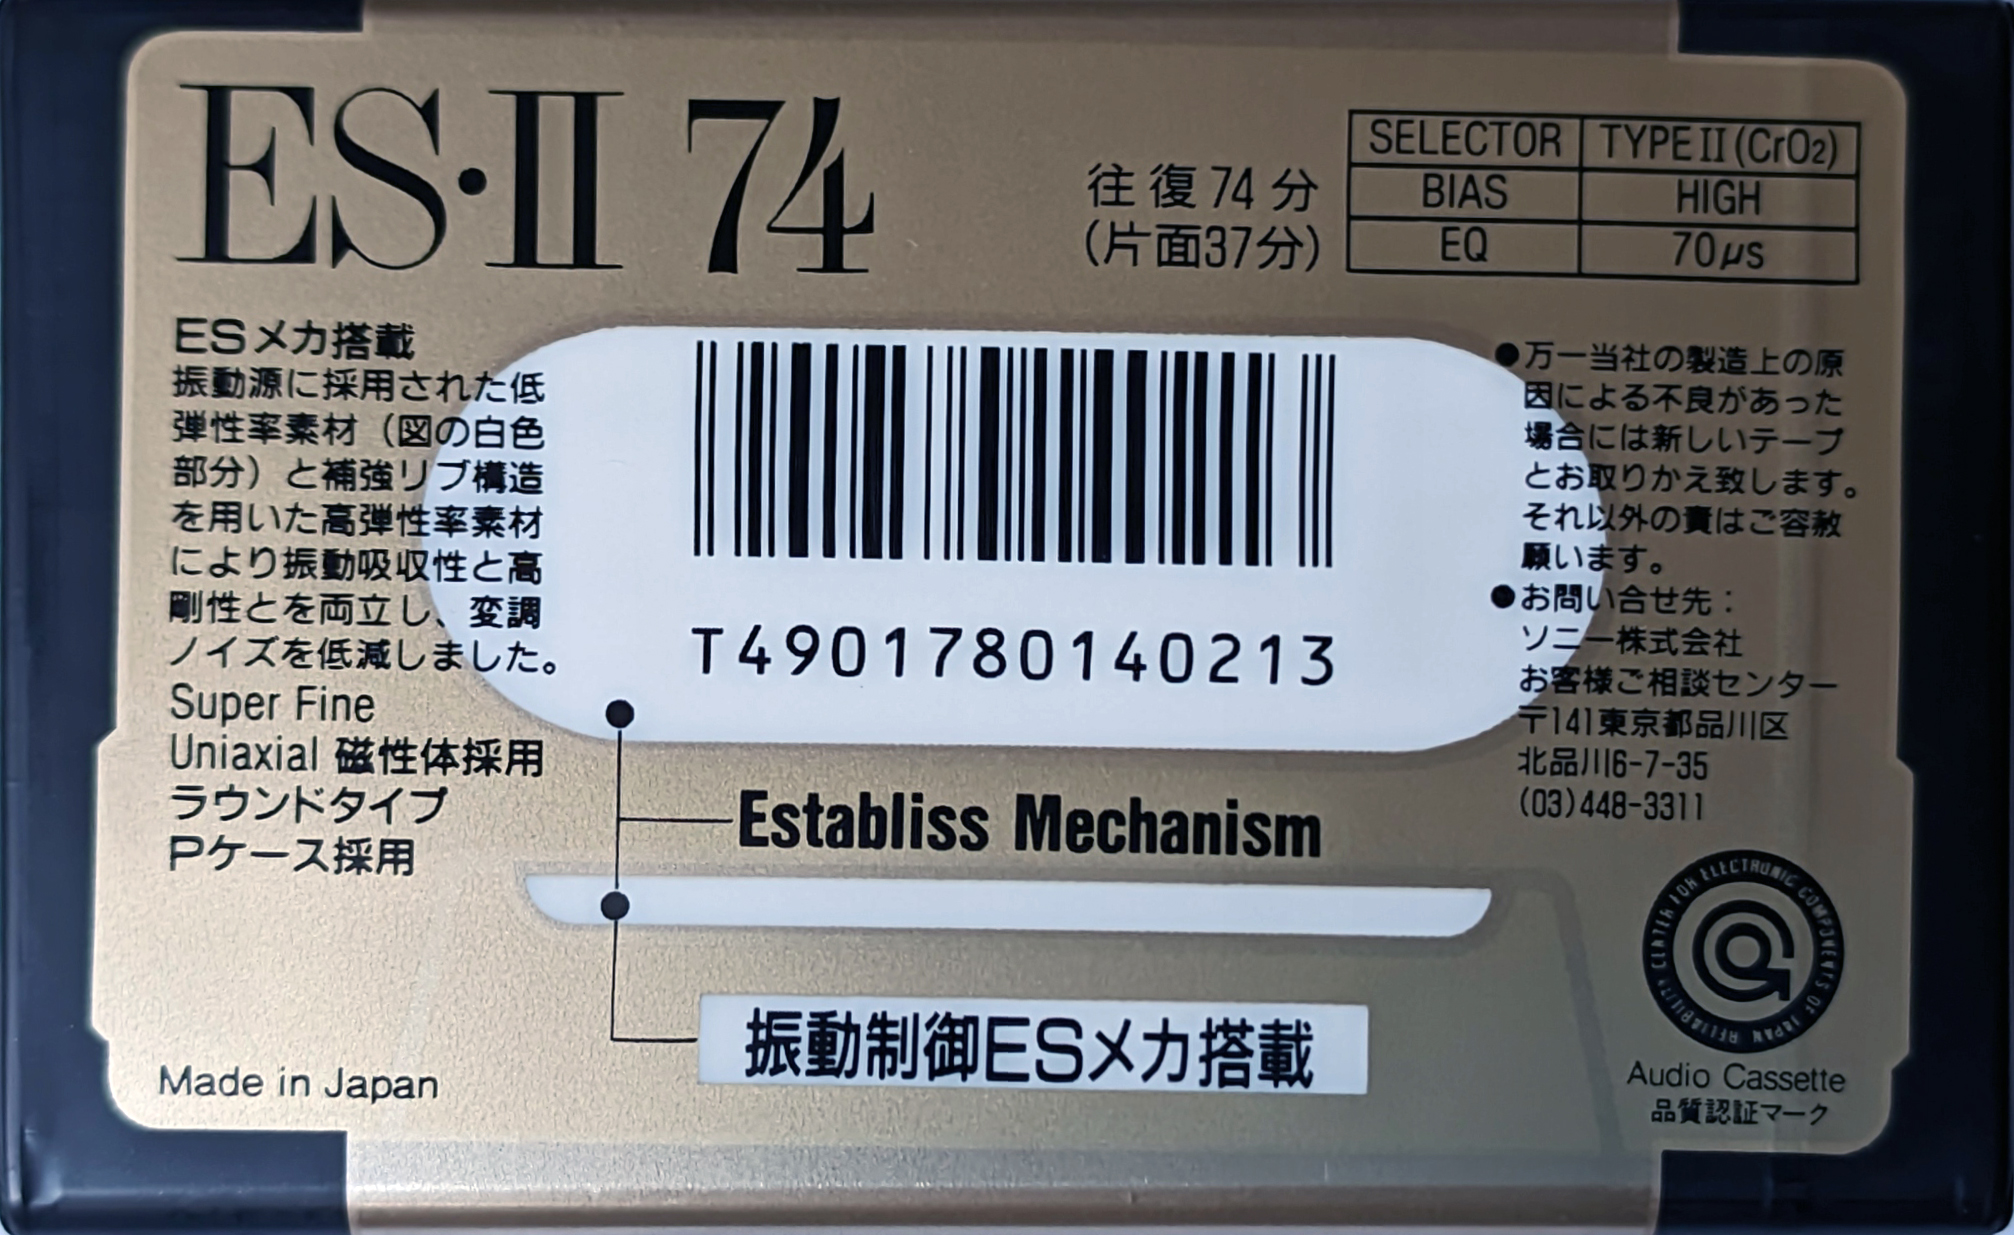 ES・II 74
往復74分
(片面37分)
SELECTOR TYPE II (CrO2)
BIAS HIGH
EQ 70μs
ESメカ搭載
振動源に採用された低
弾性率素材（図の白色
部分）と補強リブ構造
を用いた高弾性率素材
により振動吸収性と高
剛性とを両立し、変調
ノイズを低減しました。
Super Fine
Uniaxial 磁性体採用
ラウンドタイプ
Pケース採用
Made in Japan
T4901780140213
Establiss Mechanism
振動制御ESメカ搭載
●万一当社の製造上の原
因による不良があった
場合には新しいテープ
とお取りかえ致します。
それ以外の責はご容赦
願います。
●お問い合せ先：
ソニー株式会社
お客様ご相談センター
〒141東京都品川区
北品川6-7-35
(03)448-3311
RELIABILITY CENTER FOR ELECTRONIC COMPONENTS OF JAPAN
Audio Cassette
品質認証マーク